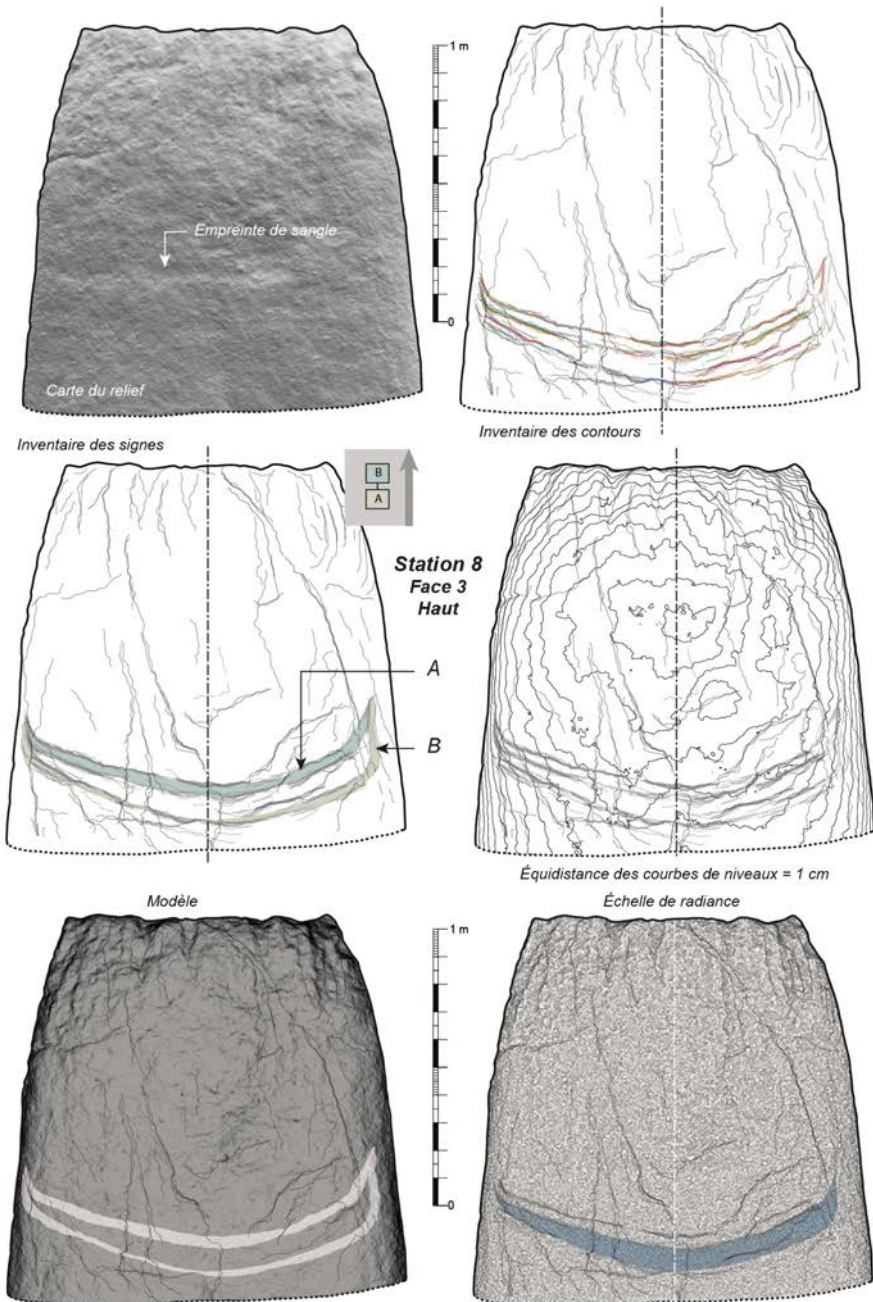 1 m
Empreinte de sangle
0
Carte du relief
Inventaire des signes
Inventaire des contours
B
A
Station 8
Face 3
Haut
A
B
Équidistance des courbes de niveaux = 1 cm
Modèle
Échelle de radiance
1 m
0